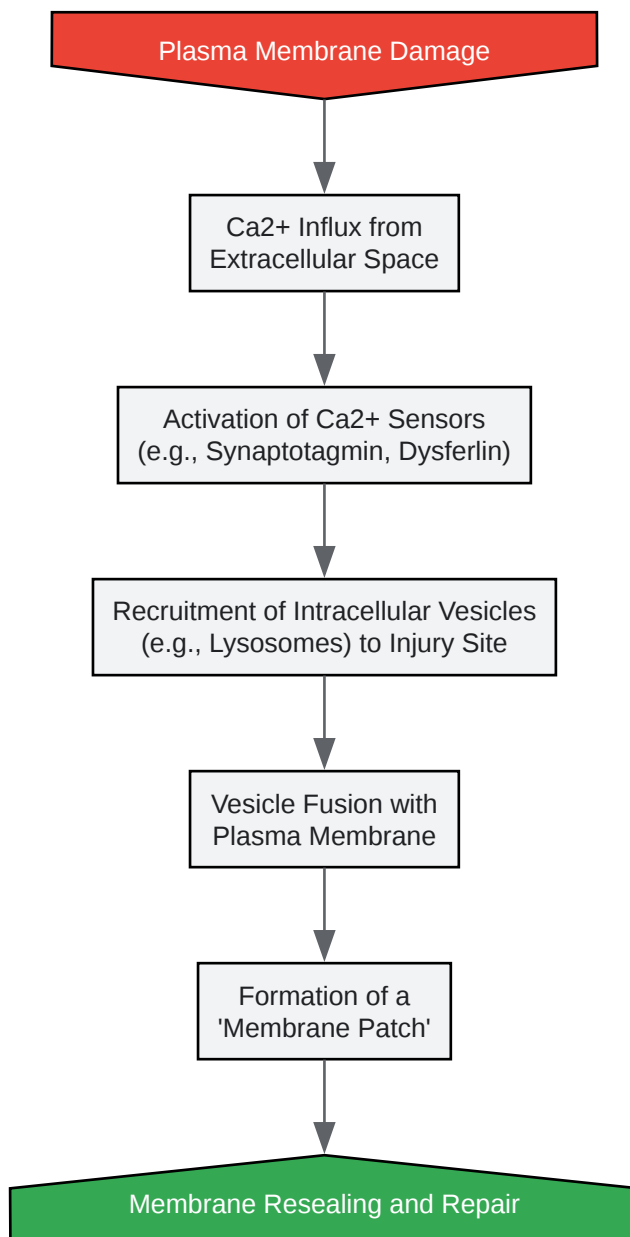 Plasma Membrane Damage
Ca2+ Influx from
Extracellular Space
Activation of Ca2+ Sensors
(e.g., Synaptotagmin, Dysferlin)
Recruitment of Intracellular Vesicles
(e.g., Lysosomes) to Injury Site
Vesicle Fusion with
Plasma Membrane
Formation of a
'Membrane Patch'
Membrane Resealing and Repair